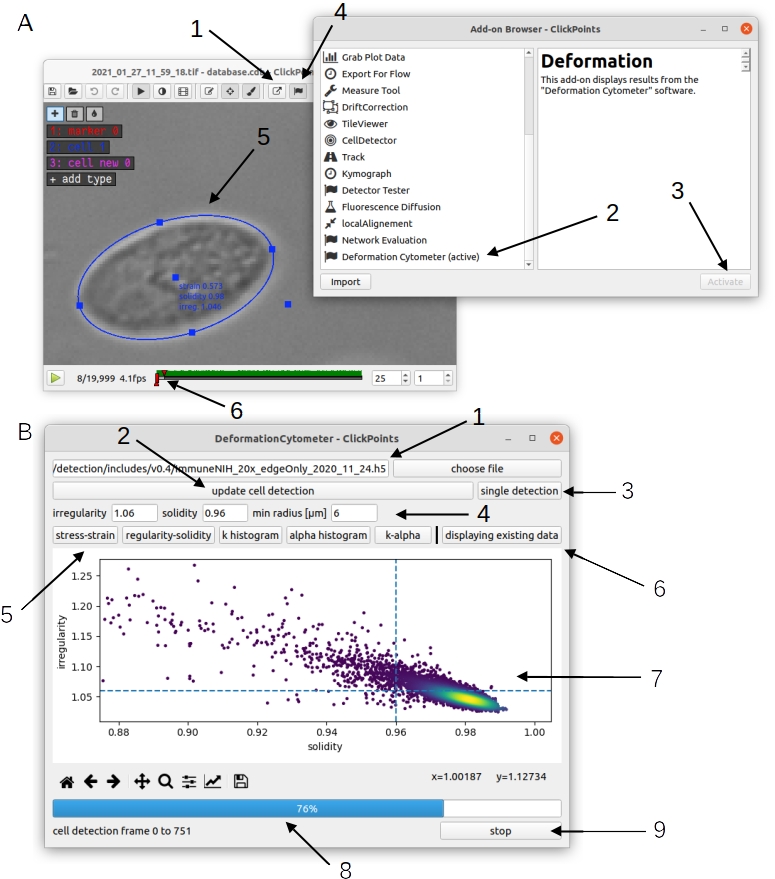 A
1
4
2021_01_27_11_59_18.tif - database.cdb - ClickPoints
1: marker 0
3: cell new 0
+ add type
5
strain 0.573
solidity 0.99
irreg. 1.046
8/19,999 4.1fps
25
1
6
Add-on Browser - ClickPoints
Grab Plot Data
Export For Flow
Measure Tool
DriftCorrection
TileViewer
CellDetector
Track
Kymograph
Detector Tester
Fluorescence Diffusion
localAlignement
Network Evaluation
Deformation Cytometer (active)
Import
Deformation
This add-on displays results from the
"Deformation Cytometer" software.
3
2
Activate
B
DeformationCytometer - ClickPoints
1
2
/detection/includes/v0.4/immuneNIH_20x_edgeOnly_2020_11_24.h5
choose file
update cell detection
single detection
3
irregularity 1.06 solidity 0.96 min radius [µm] 6
4
stress-strain
regularity-solidity
k histogram
alpha histogram
k-alpha
displaying existing data
5
6
1.25
1.20
1.15
1.10
1.05
irregularity
0.88 0.90 0.92 0.94 0.96 0.98 1.00
solidity
7
x=1.00187 y=1.12734
76%
cell detection frame 0 to 751
stop
9
8